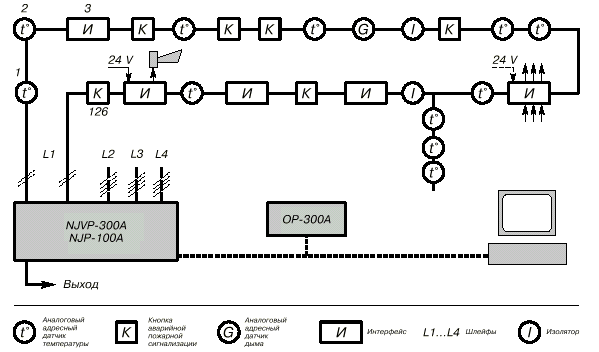 2 3
t° И К t° К К t° G I К t° t°
24 V 24 V
1
t° К И t° И К И I t° И
126
t°
t°
t°
L1 L2 L3 L4
NJVP-300A
NJP-100A
OP-300A
Выход
t° Аналоговый адресный датчик температуры
К Кнопка аварийной пожарной сигнализации
G Аналоговый адресный датчик дыма
И Интерфейс
L1...L4 Шлейфы
I Изолятор